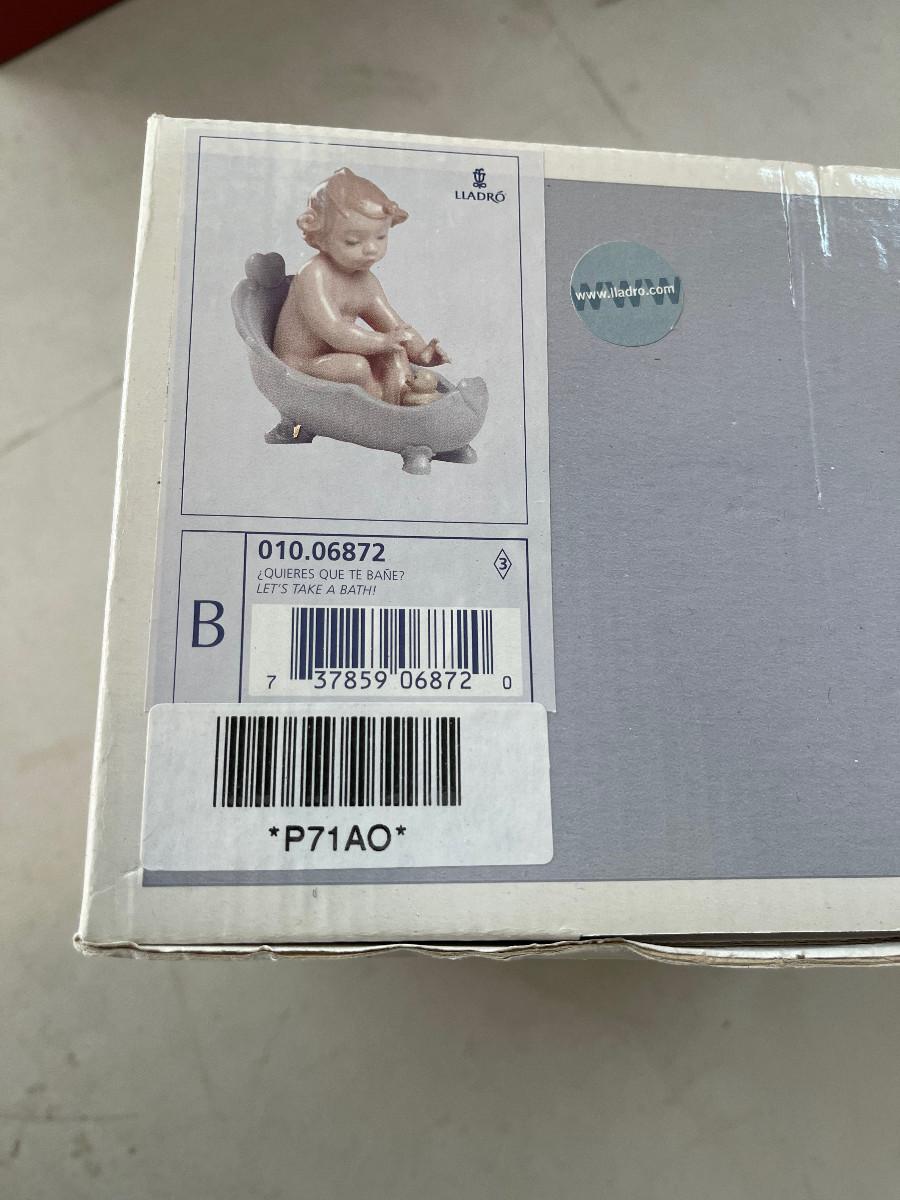 LLADRÓ
WWW
www.lladro.com
010.06872
3
¿QUIERES QUE TE BAÑE?
LET'S TAKE A BATH!
B
7 37859 06872 0
*P71AO*